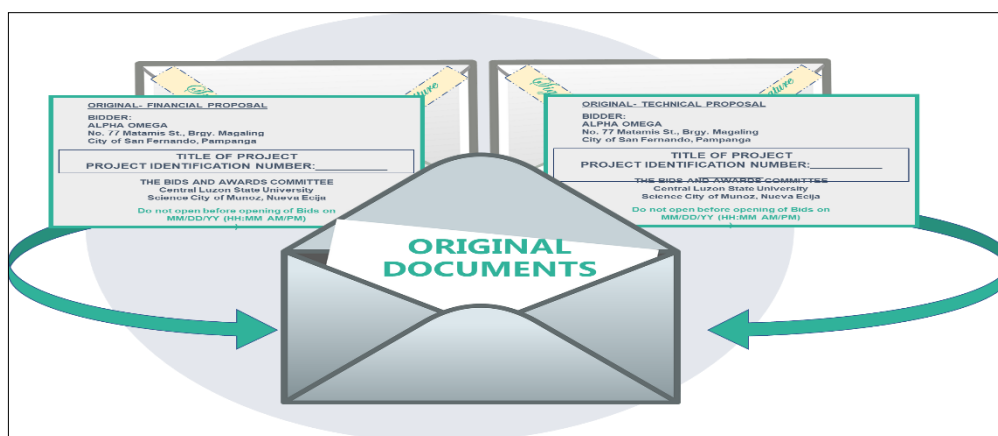 ORIGINAL- FINANCIAL PROPOSAL
BIDDER:
ALPHA OMEGA
No. 77 Matamis St., Brgy. Magaling
City of San Fernando, Pampanga
TITLE OF PROJECT
PROJECT IDENTIFICATION NUMBER:___________
THE BIDS AND AWARDS COMMITTEE
Central Luzon State University
Science City of Munoz, Nueva Ecija
Do not open before opening of Bids on
MM/DD/YY (HH:MM AM/PM)
ORIGINAL- TECHNICAL PROPOSAL
BIDDER:
ALPHA OMEGA
No. 77 Matamis St., Brgy. Magaling
City of San Fernando, Pampanga
TITLE OF PROJECT
PROJECT IDENTIFICATION NUMBER:___________
THE BIDS AND AWARDS COMMITTEE
Central Luzon State University
Science City of Munoz, Nueva Ecija
Do not open before opening of Bids on
MM/DD/YY (HH:MM AM/PM)
ORIGINAL
DOCUMENTS